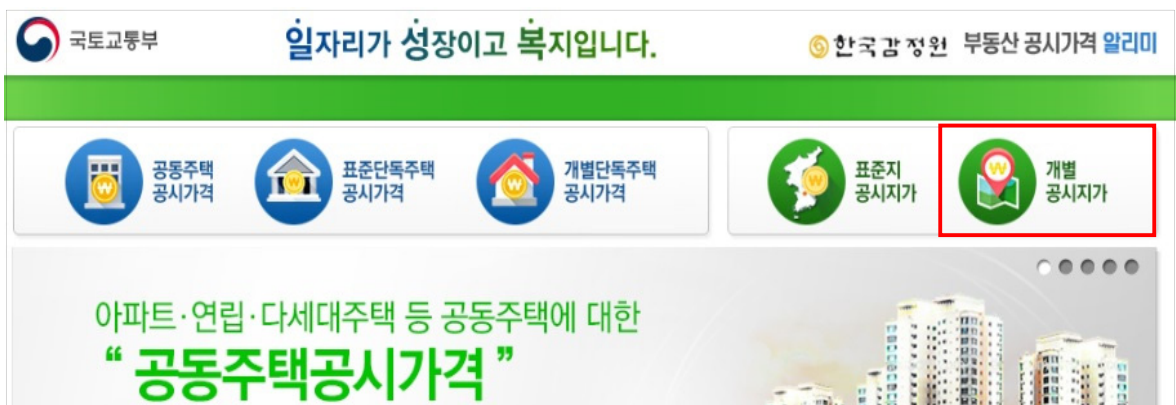 국토교통부
일자리가 성장이고 복지입니다.
한국감정원 부동산 공시가격 알리미
공동주택
공시가격
표준단독주택
공시가격
개별단독주택
공시가격
표준지
공시지가
개별
공시지가
아파트·연립·다세대주택 등 공동주택에 대한
“ 공동주택공시가격 ”